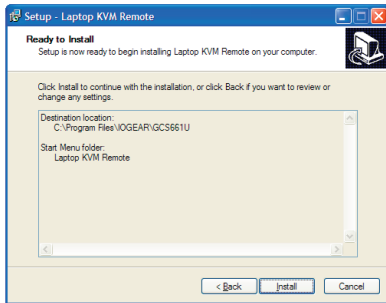 Setup - Laptop KVM Remote
Ready to Install
Setup is now ready to begin installing Laptop KVM Remote on your computer.
Click Install to continue with the installation, or click Back if you want to review or
change any settings.
Destination location:
C:\Program Files\IOGEAR\GCS661U
Start Menu folder:
Laptop KVM Remote
< Back
Install
Cancel